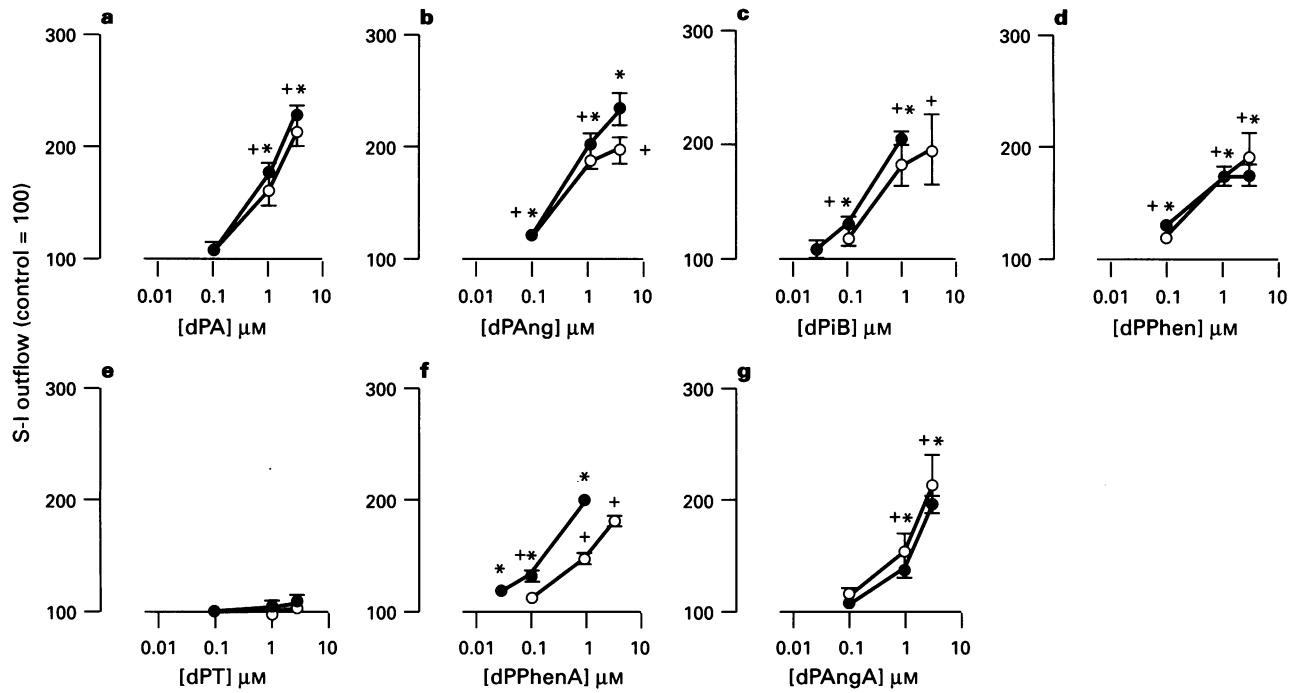 a
b
c
d
300
200
100
+*
+*
0.01 0.1 1 10
[dPA] μM
300
200
100
+*
+*
*
+
0.01 0.1 1 10
[dPAng] μM
300
200
100
+*
+*
+
0.01 0.1 1 10
[dPiB] μM
300
200
100
+*
+*
+*
0.01 0.1 1 10
[dPPhen] μM
S-I outflow (control = 100)
e
f
g
300
200
100
0.01 0.1 1 10
[dPT] μM
300
200
100
*
+*
*
+
+
0.01 0.1 1 10
[dPPhenA] μM
300
200
100
+*
+*
0.01 0.1 1 10
[dPAngA] μM